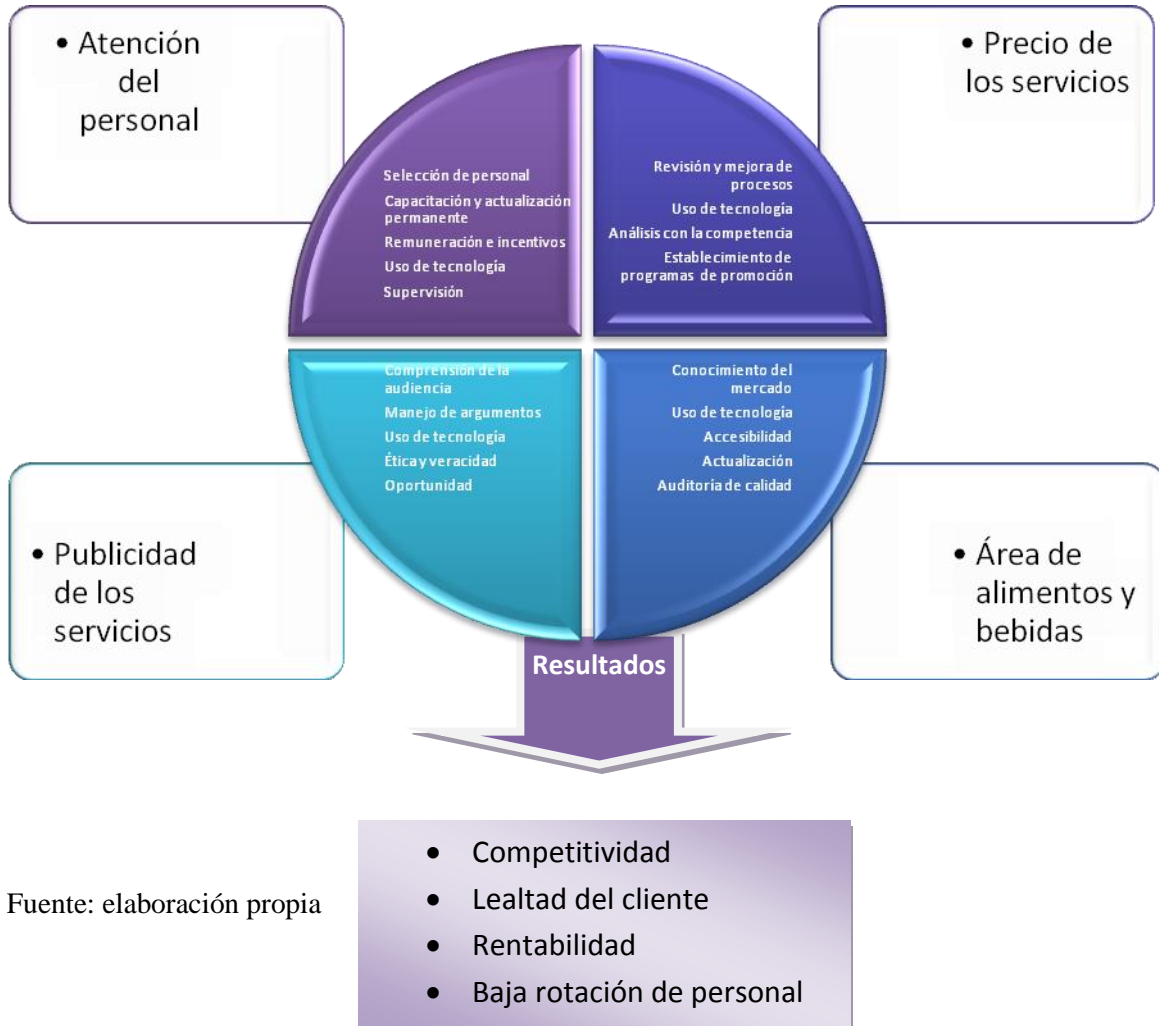 • Atención
del
personal
• Precio de
los servicios
Selección de personal
Capacitación y actualización
permanente
Remuneración e incentivos
Uso de tecnología
Supervisión
Revisión y mejora de
procesos
Uso de tecnología
Análisis con la competencia
Establecimiento de
programas de promoción
Comprensión de la
audiencia
Manejo de argumentos
Uso de tecnología
Ética y veracidad
Oportunidad
Conocimiento del
mercado
Uso de tecnología
Accesibilidad
Actualización
Auditoría de calidad
• Publicidad
de los
servicios
• Área de
alimentos y
bebidas
Resultados
• Competitividad
• Lealtad del cliente
• Rentabilidad
• Baja rotación de personal
Fuente: elaboración propia